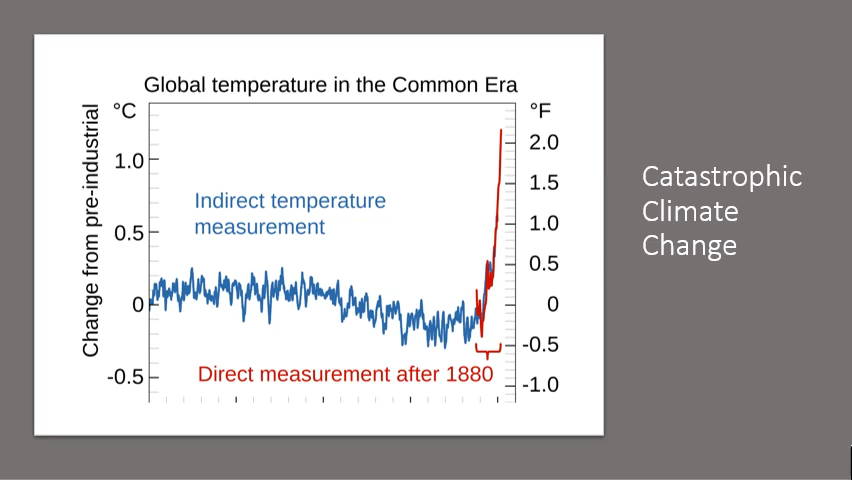 Global temperature in the Common Era
°C
°F
Change from pre-industrial
1.0
0.5
0
-0.5
2.0
1.5
1.0
0.5
0
-0.5
-1.0
Indirect temperature
measurement
Direct measurement after 1880
Catastrophic
Climate
Change